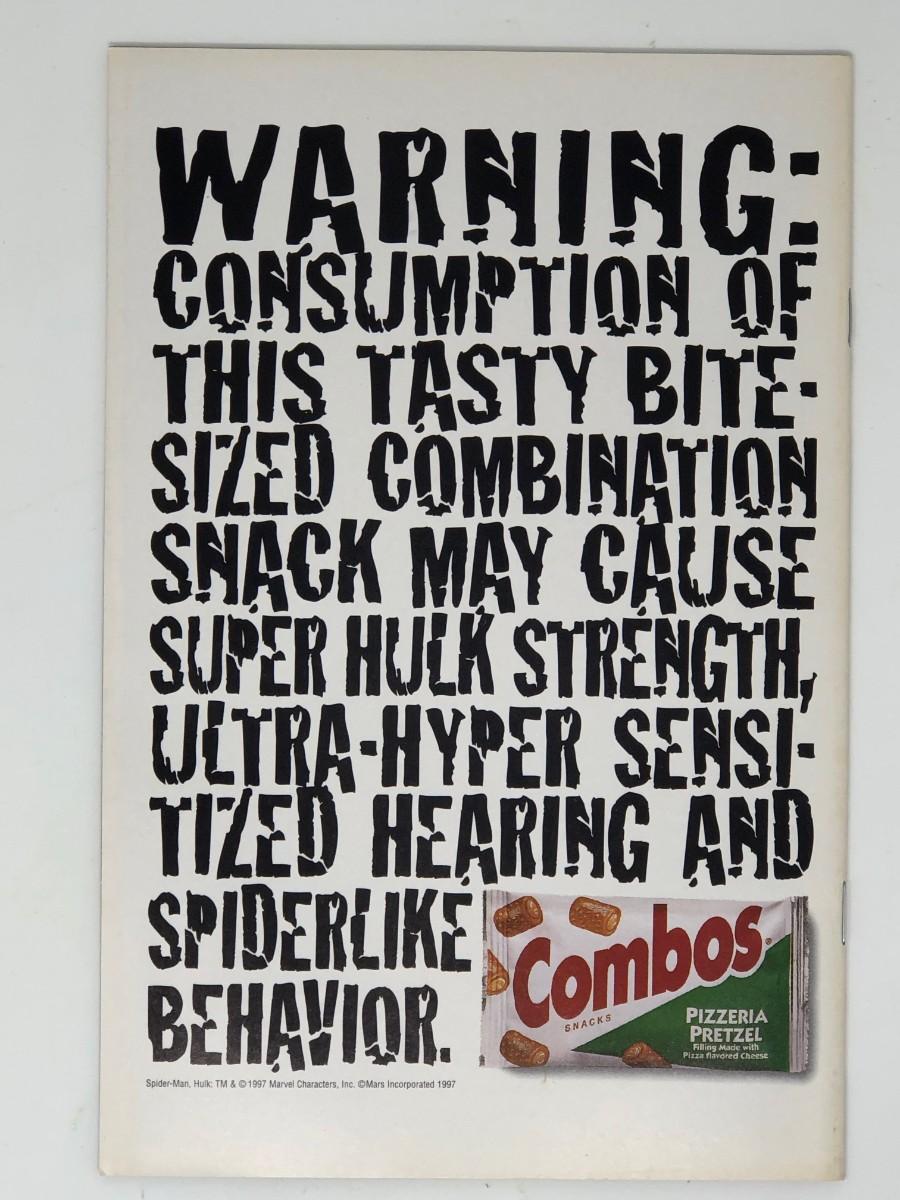 WARNING:
CONSUMPTION OF
THIS TASTY BITE-
SIZED COMBINATION
SNACK MAY CAUSE
SUPER HULK STRENGTH,
ULTRA-HYPER SENSI-
TIZED HEARING AND
SPIDERLIKE
BEHAVIOR.
Combos®
SNACKS
PIZZERIA
PRETZEL
Filling Made with
Pizza flavored Cheese
Spider-Man, Hulk: TM & ©1997 Marvel Characters, Inc. ©Mars Incorporated 1997